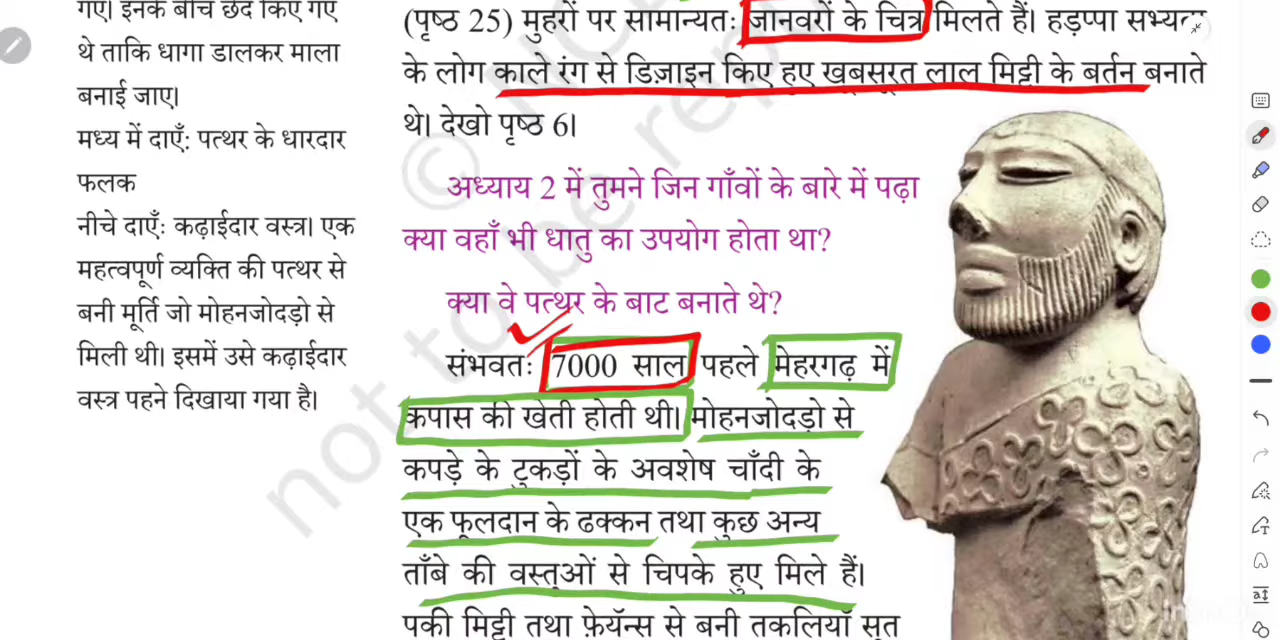 गए। इनके बीच छेद किए गए
थे ताकि धागा डालकर माला
बनाई जाए।
मध्य में दाएँ: पत्थर के धारदार
फलक
नीचे दाएँ: कढ़ाईदार वस्त्र। एक
महत्वपूर्ण व्यक्ति की पत्थर से
बनी मूर्ति जो मोहनजोदड़ो से
मिली थी। इसमें उसे कढ़ाईदार
वस्त्र पहने दिखाया गया है।
(पृष्ठ 25) मुहरों पर सामान्यतः जानवरों के चित्र मिलते हैं। हड़प्पा सभ्यता
के लोग काले रंग से डिज़ाइन किए हुए खूबसूरत लाल मिट्टी के बर्तन बनाते
थे। देखो पृष्ठ 6।
अध्याय 2 में तुमने जिन गाँवों के बारे में पढ़ा
क्या वहाँ भी धातु का उपयोग होता था?
क्या वे पत्थर के बाट बनाते थे?
संभवतः 7000 साल पहले मेहरगढ़ में
कपास की खेती होती थी। मोहनजोदड़ो से
कपड़े के टुकड़ों के अवशेष चाँदी के
एक फूलदान के ढक्कन तथा कुछ अन्य
ताँबे की वस्तुओं से चिपके हुए मिले हैं।
पकी मिट्टी तथा फ़ेयॅन्स से बनी तकलियाँ सूत